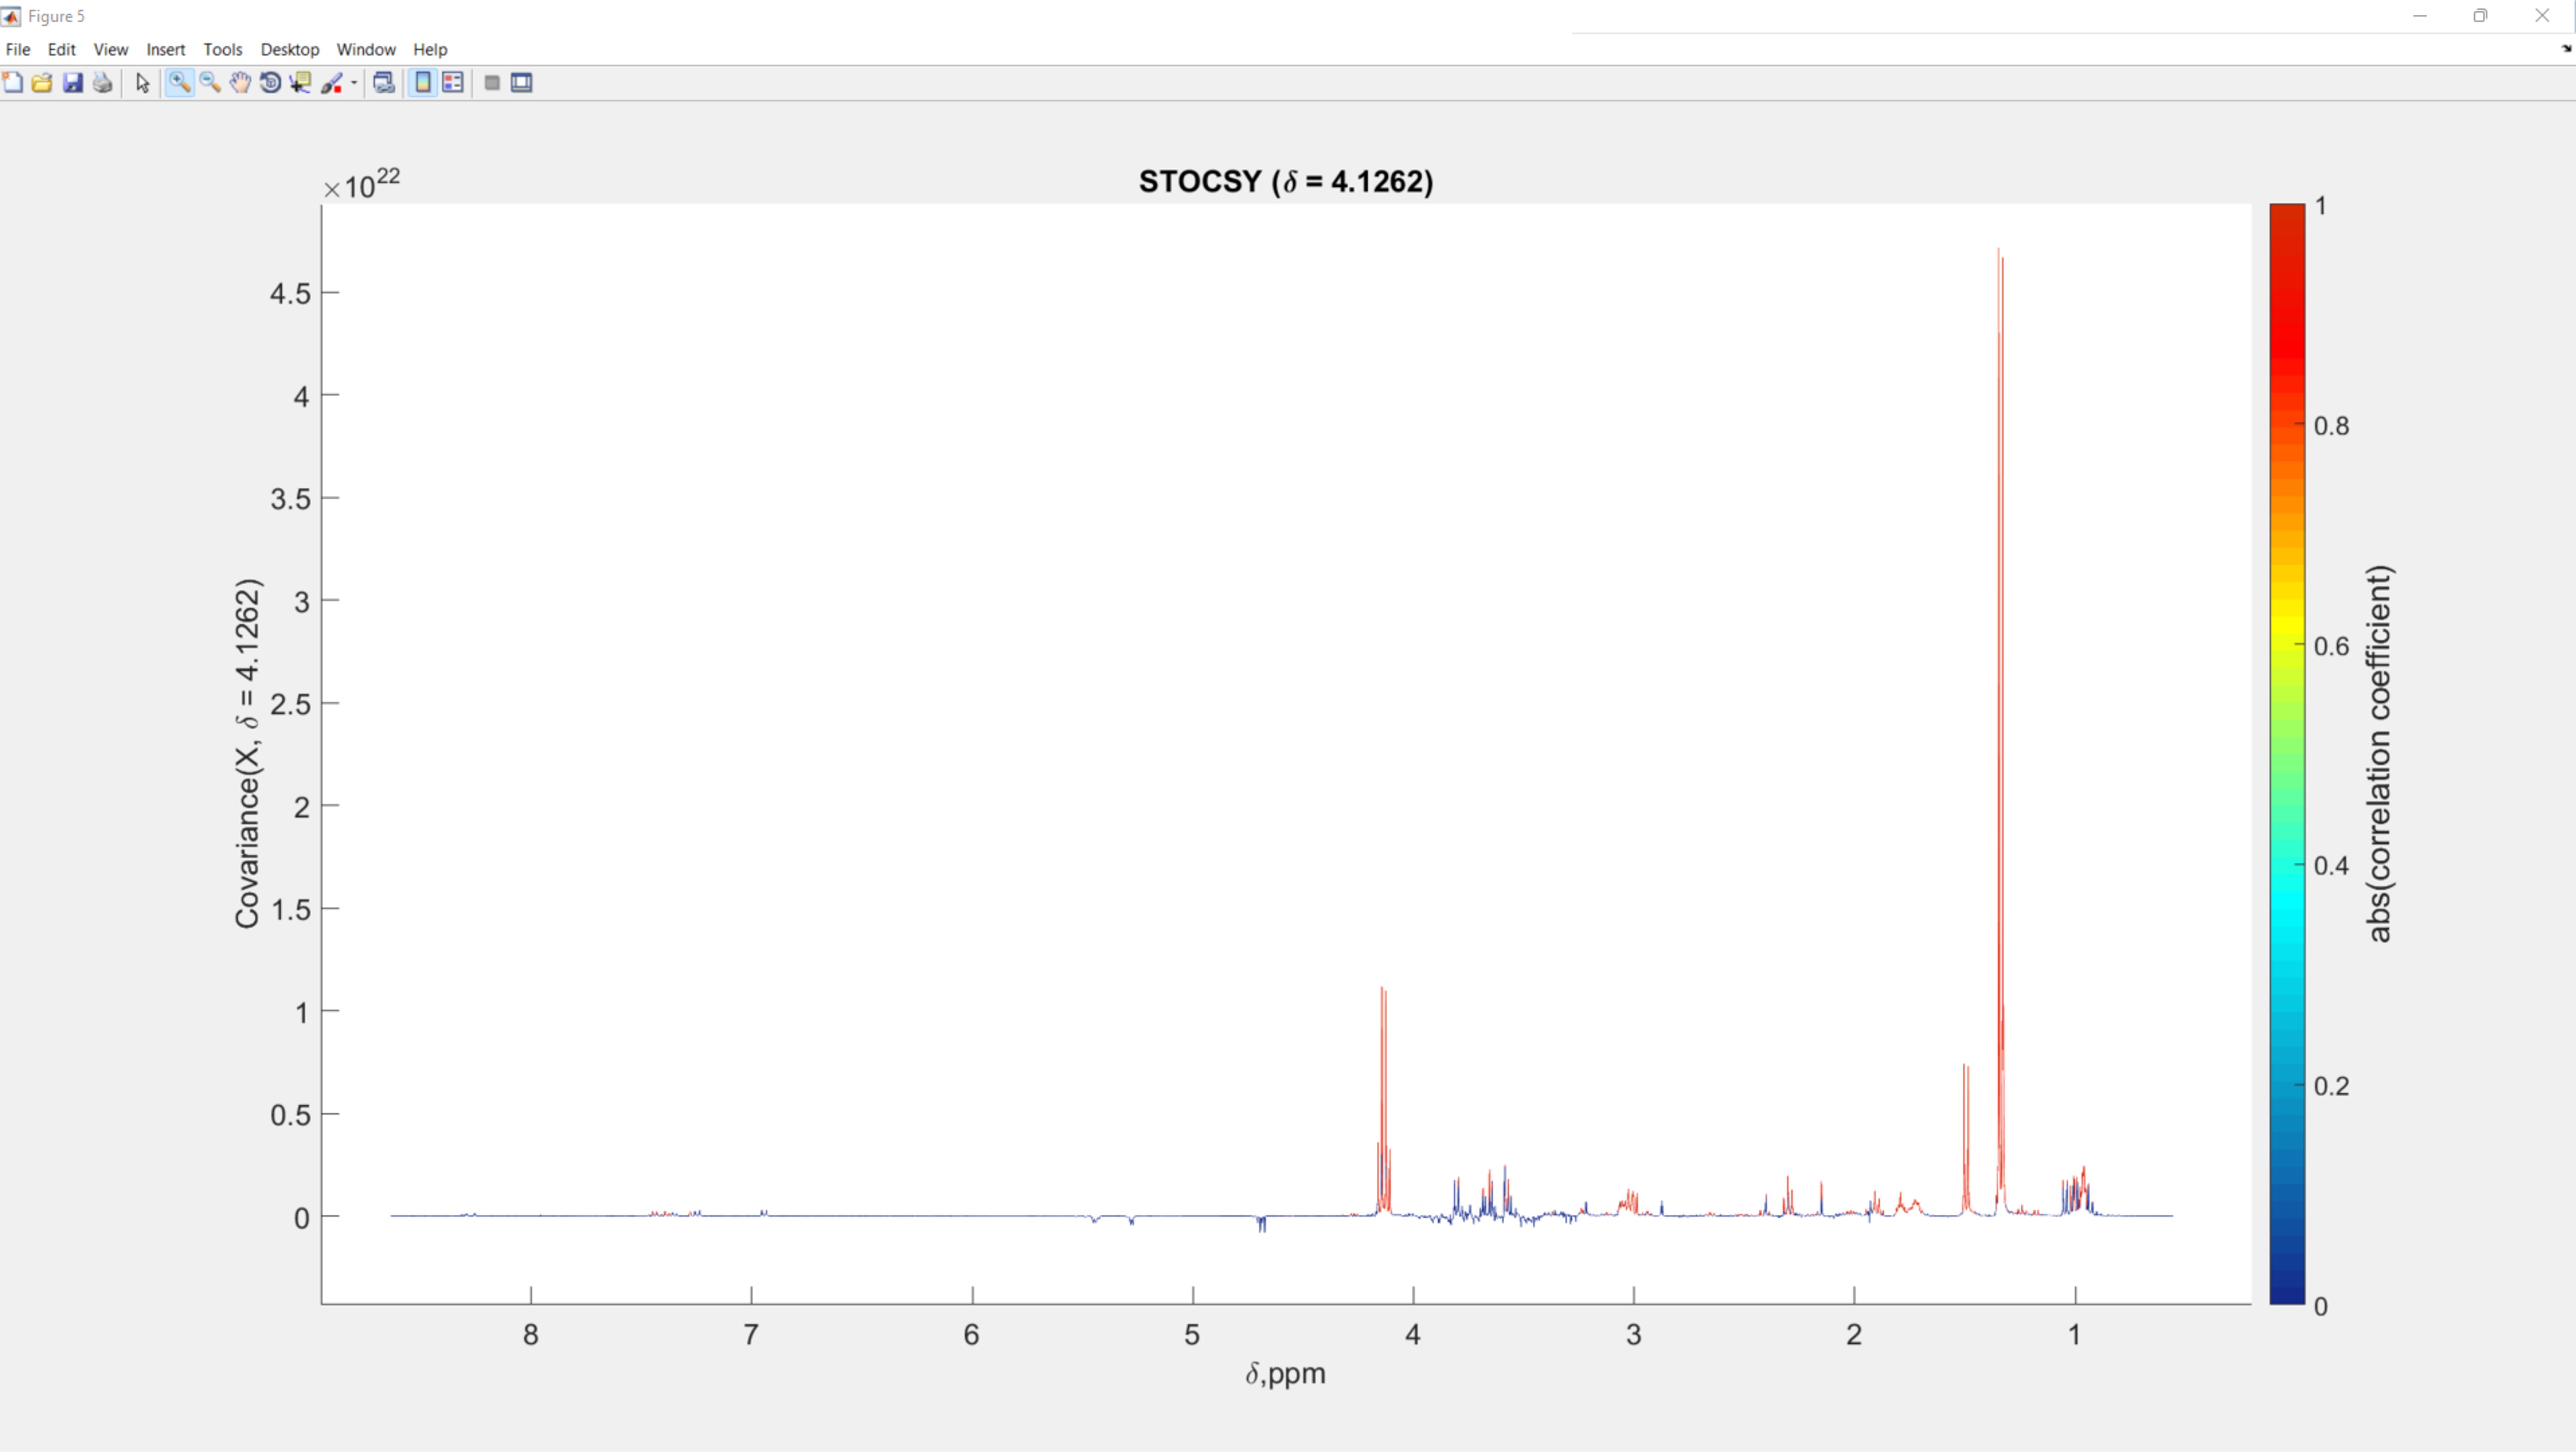 Figure 5
File Edit View Insert Tools Desktop Window Help
×10^22
STOCSY (δ = 4.1262)
Covariance(X, δ = 4.1262)
4.5
4
3.5
3
2.5
2
1.5
1
0.5
0
8 7 6 5 4 3 2 1
δ,ppm
1
0.8
0.6
0.4
0.2
0
abs(correlation coefficient)